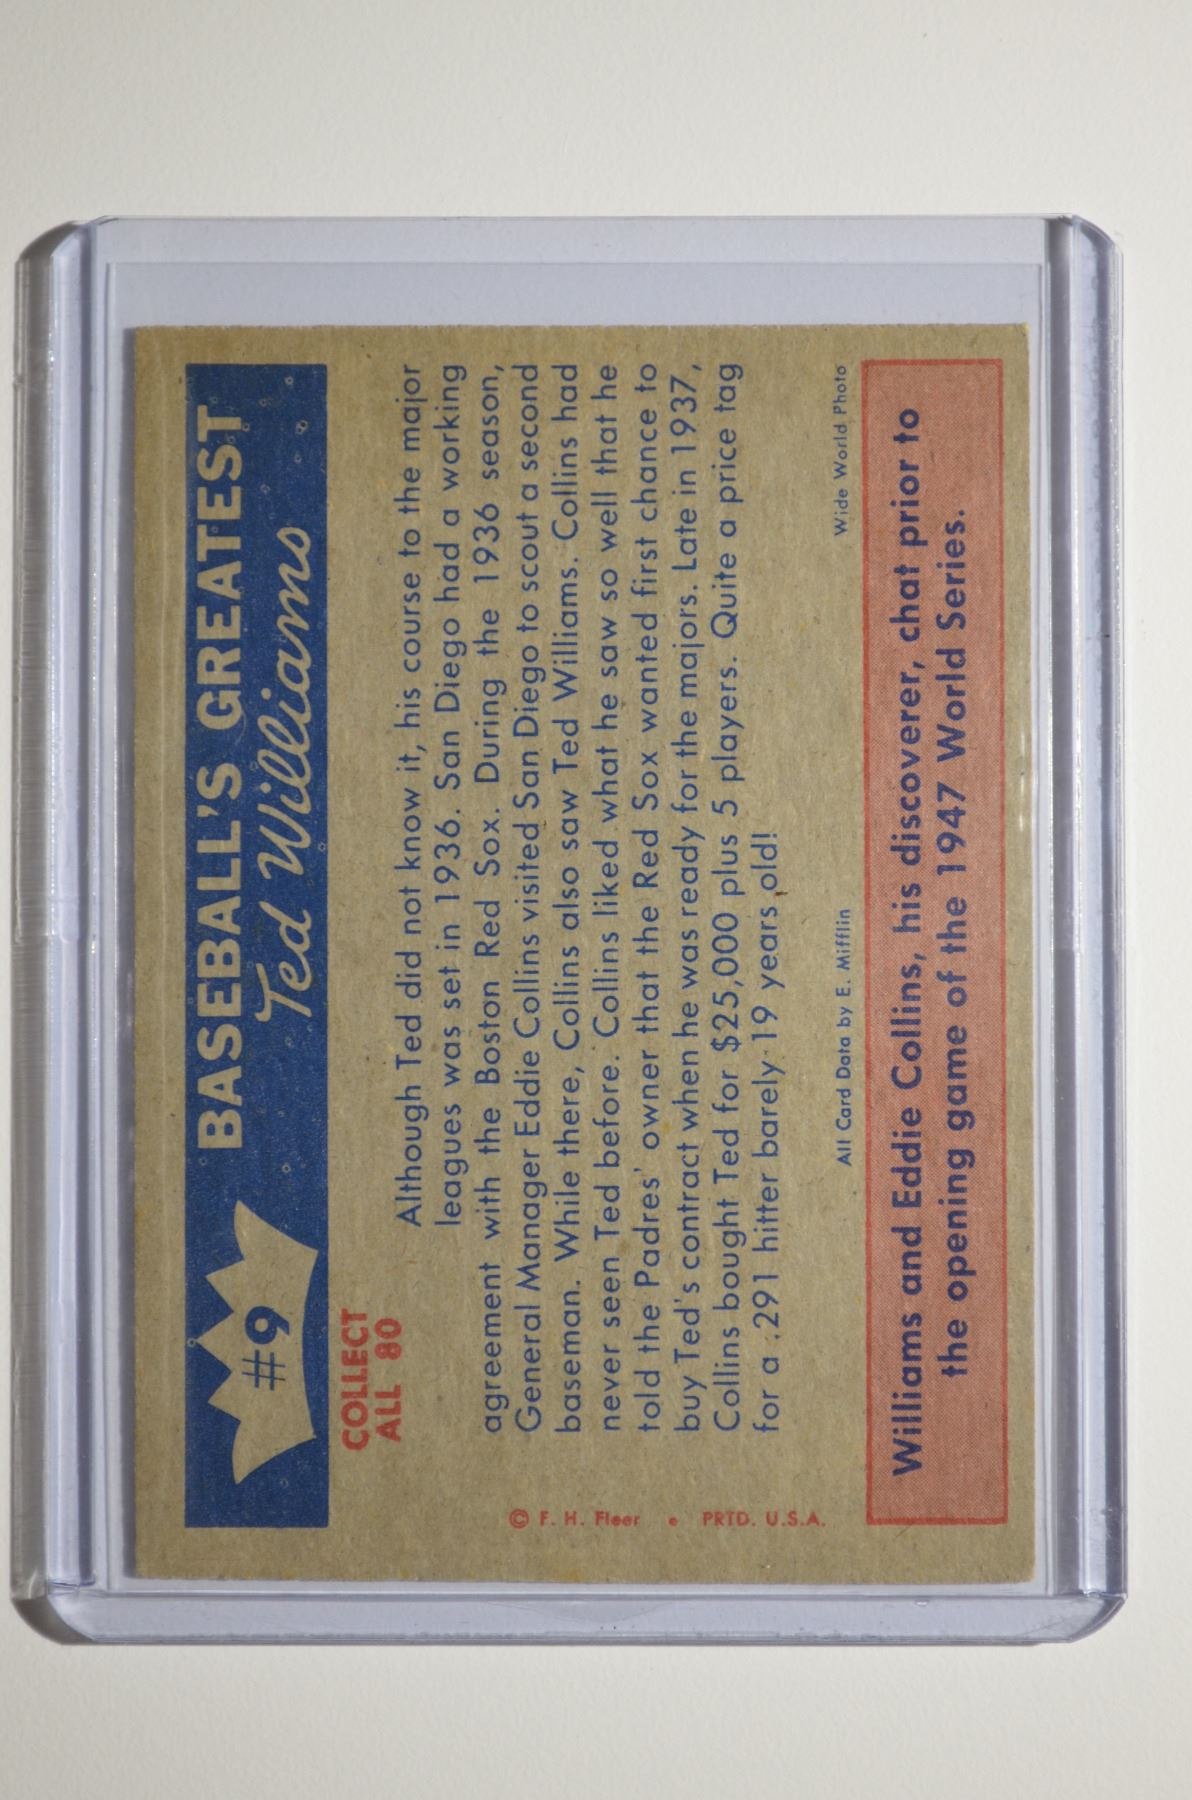 #9
BASEBALL'S GREATEST
Ted Williams
COLLECT
ALL 80
Although Ted did not know it, his course to the major
leagues was set in 1936. San Diego had a working
agreement with the Boston Red Sox. During the 1936 season,
General Manager Eddie Collins visited San Diego to scout a second
baseman. While there, Collins also saw Ted Williams. Collins had
never seen Ted before. Collins liked what he saw so well that he
told the Padres' owner that the Red Sox wanted first chance to
buy Ted's contract when he was ready for the majors. Late in 1937,
Collins bought Ted for $25,000 plus 5 players. Quite a price tag
for a .291 hitter barely 19 years old!
All Card Data by E. Mifflin
Wide World Photo
Williams and Eddie Collins, his discoverer, chat prior to
the opening game of the 1947 World Series.
© F. H. Fleer • PRTD. U.S.A.